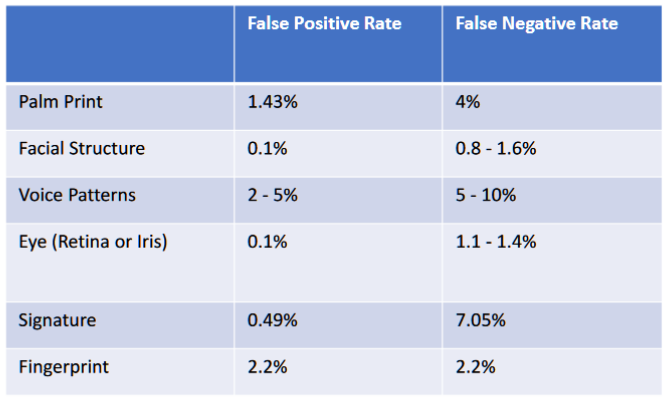 False Positive Rate False Negative Rate
Palm Print 1.43% 4%
Facial Structure 0.1% 0.8 - 1.6%
Voice Patterns 2 - 5% 5 - 10%
Eye (Retina or Iris) 0.1% 1.1 - 1.4%
Signature 0.49% 7.05%
Fingerprint 2.2% 2.2%